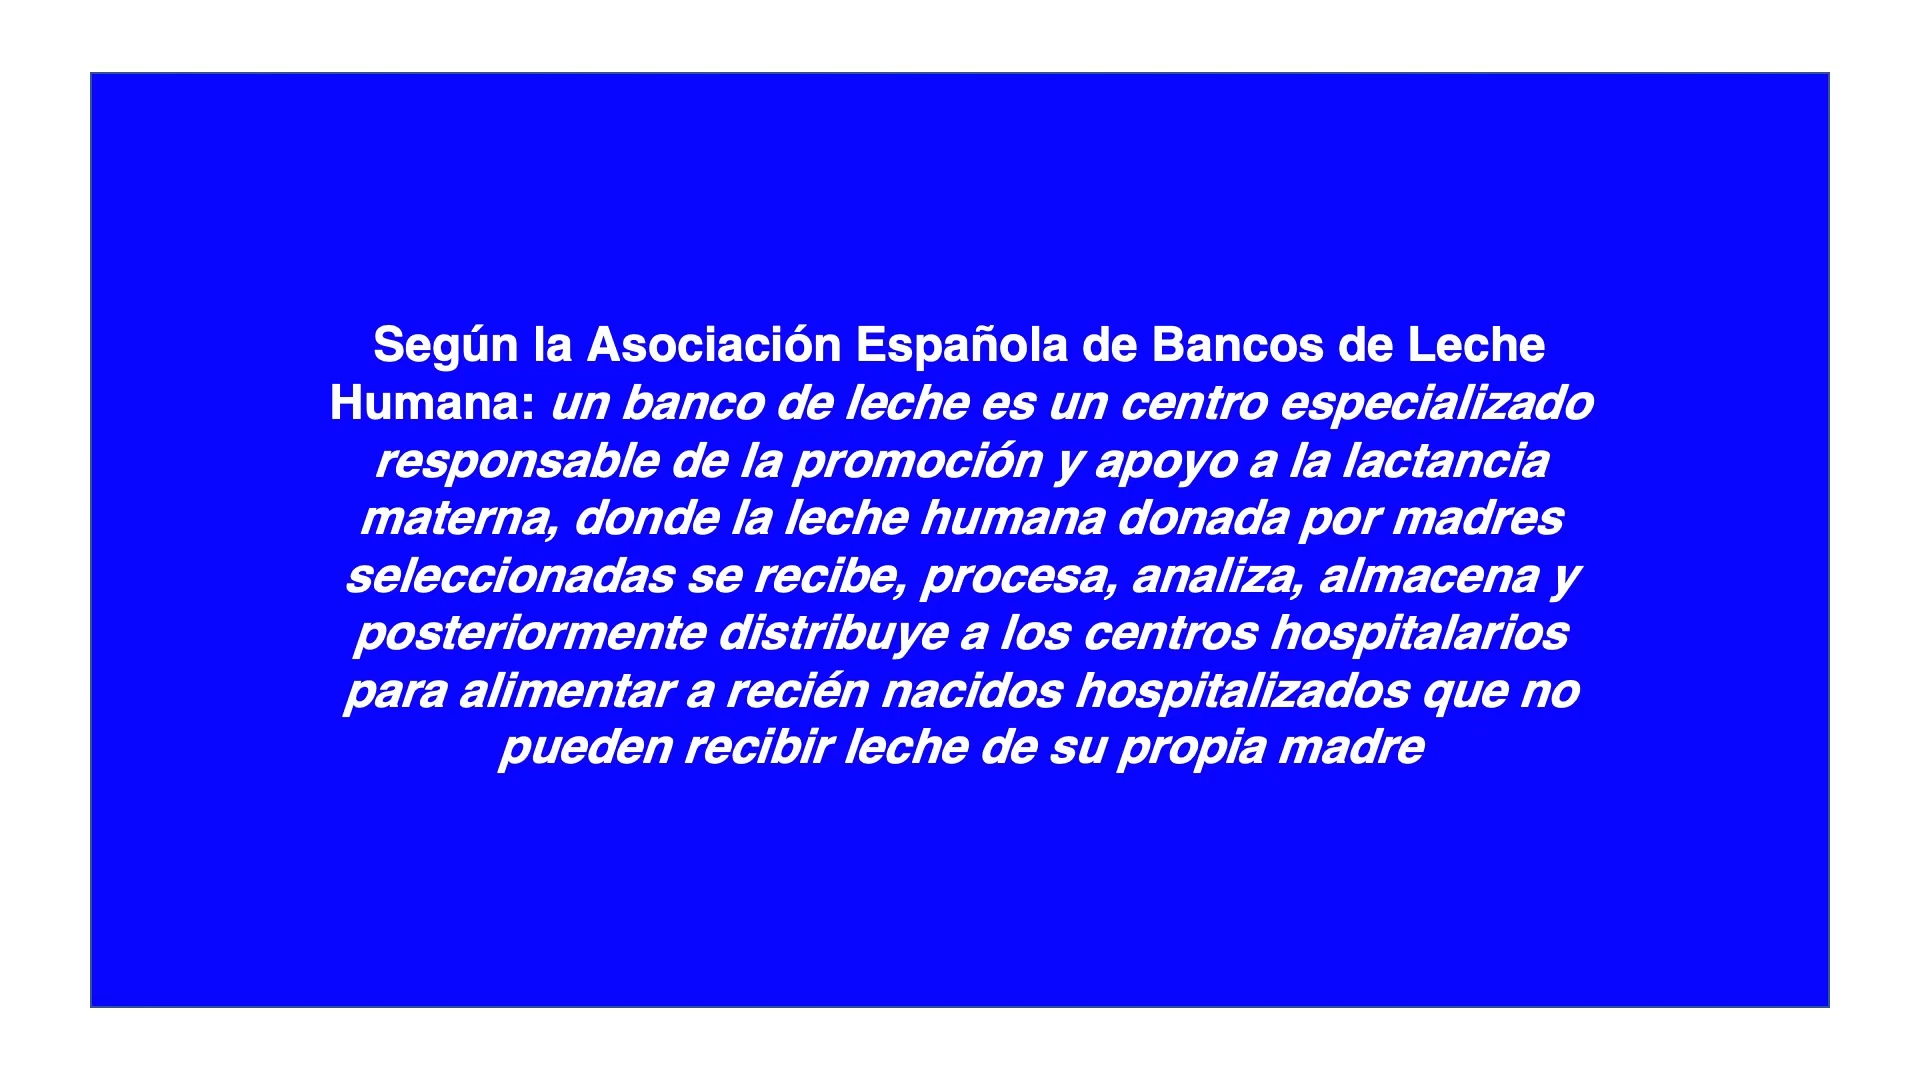 Según la Asociación Española de Bancos de Leche
Humana: un banco de leche es un centro especializado
responsable de la promoción y apoyo a la lactancia
materna, donde la leche humana donada por madres
seleccionadas se recibe, procesa, analiza, almacena y
posteriormente distribuye a los centros hospitalarios
para alimentar a recién nacidos hospitalizados que no
pueden recibir leche de su propia madre